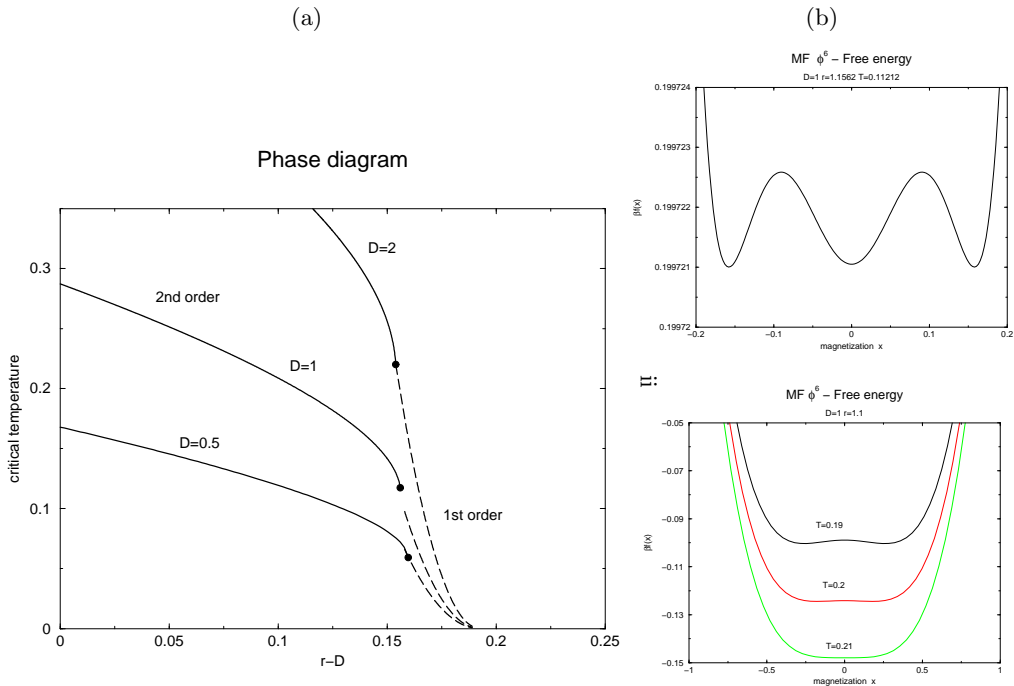 (a)
Phase diagram
0.3
0.2
0.1
0
0
0.05
0.1
0.15
0.2
0.25
critical temperature
r−D
D=2
2nd order
D=1
D=0.5
1st order
(b)
MF φ⁶ − Free energy
D=1 r=1.1562 T=0.11212
0.199724
0.199723
0.199722
0.199721
0.19972
−0.2
−0.1
0
0.1
0.2
βf(x)
magnetization x
ii
MF φ⁶ − Free energy
D=1 r=1.1
−0.05
−0.07
−0.09
−0.11
−0.13
−0.15
−1
−0.5
0
0.5
1
βf(x)
magnetization x
T=0.19
T=0.2
T=0.21